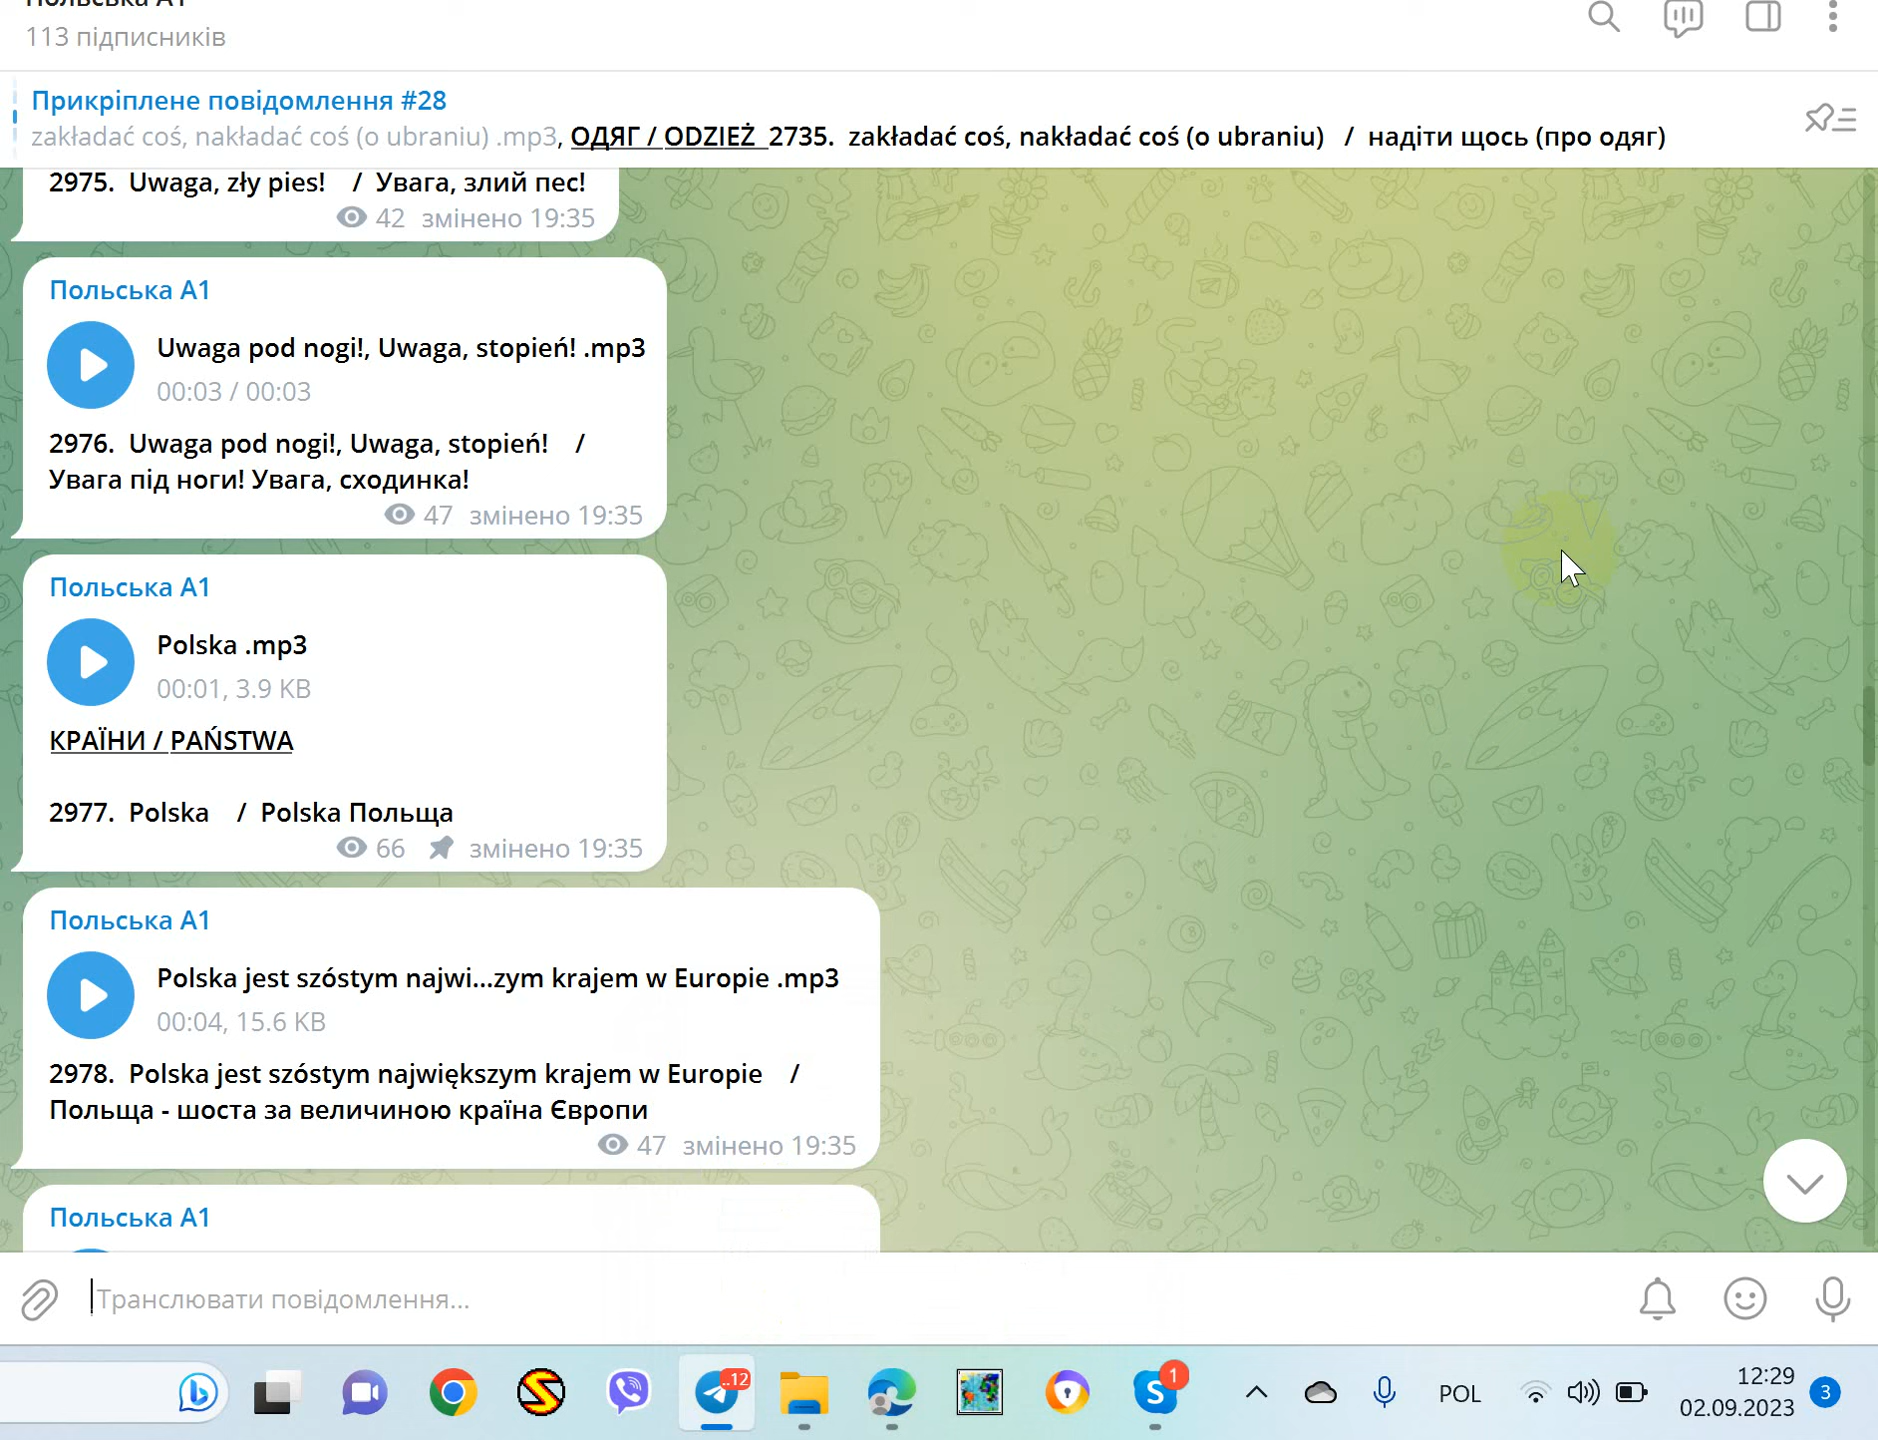 113 підписників
Прикріплене повідомлення #28
zakładać coś, nakładać coś (o ubraniu) .mp3, ОДЯГ / ODZIEŻ  2735.  zakładać coś, nakładać coś (o ubraniu)   /  надіти щось (про одяг)
2975.  Uwaga, zły pies!   /  Увага, злий пес!
42  змінено 19:35
Польська А1
Uwaga pod nogi!, Uwaga, stopień! .mp3
00:03 / 00:03
2976.  Uwaga pod nogi!, Uwaga, stopień!   /
Увага під ноги! Увага, сходинка!
47  змінено 19:35
Польська А1
Polska .mp3
00:01, 3.9 KB
КРАЇНИ / PAŃSTWA
2977.  Polska   /  Polska Польща
66  змінено 19:35
Польська А1
Polska jest szóstym najwi...zym krajem w Europie .mp3
00:04, 15.6 KB
2978.  Polska jest szóstym największym krajem w Europie   /
Польща - шоста за величиною країна Європи
47  змінено 19:35
Польська А1
Транслювати повідомлення...
..12
S
1
POL
12:29
02.09.2023
3